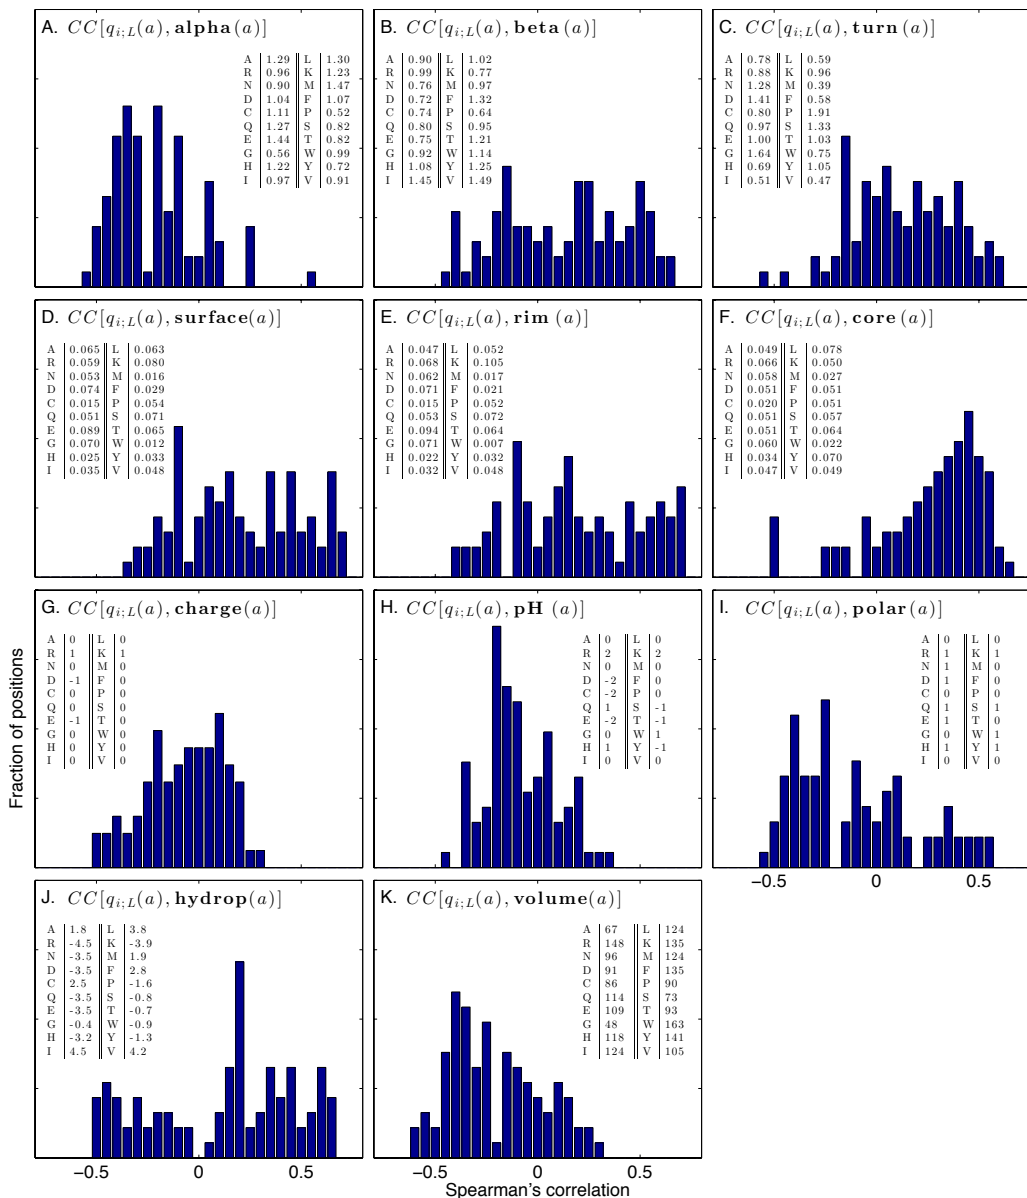 A. CC[q_{i;L}(a), alpha(a)]
A 1.29 L 1.30
R 0.96 K 1.23
N 0.90 M 1.47
D 1.04 F 1.07
C 1.11 P 0.52
Q 1.27 S 0.82
E 1.44 T 0.82
G 0.56 W 0.99
H 1.22 Y 0.72
I 0.97 V 0.91
B. CC[q_{i;L}(a), beta (a)]
A 0.90 L 1.02
R 0.99 K 0.77
N 0.76 M 0.97
D 0.72 F 1.32
C 0.74 P 0.64
Q 0.80 S 0.95
E 0.75 T 1.21
G 0.92 W 1.14
H 1.08 Y 1.25
I 1.45 V 1.49
C. CC[q_{i;L}(a), turn(a)]
A 0.78 L 0.59
R 0.88 K 0.96
N 1.28 M 0.39
D 1.41 F 0.58
C 0.80 P 1.91
Q 0.97 S 1.33
E 1.00 T 1.03
G 1.64 W 0.75
H 0.69 Y 1.05
I 0.51 V 0.47
D. CC[q_{i;L}(a), surface(a)]
A 0.065 L 0.063
R 0.059 K 0.080
N 0.053 M 0.016
D 0.074 F 0.029
C 0.015 P 0.054
Q 0.051 S 0.071
E 0.089 T 0.065
G 0.070 W 0.012
H 0.025 Y 0.033
I 0.035 V 0.048
E. CC[q_{i;L}(a), rim (a)]
A 0.047 L 0.052
R 0.068 K 0.105
N 0.062 M 0.017
D 0.071 F 0.021
C 0.015 P 0.052
Q 0.053 S 0.072
E 0.094 T 0.064
G 0.071 W 0.007
H 0.022 Y 0.032
I 0.032 V 0.048
F. CC[q_{i;L}(a), core (a)]
A 0.049 L 0.078
R 0.066 K 0.050
N 0.058 M 0.027
D 0.051 F 0.051
C 0.020 P 0.051
Q 0.051 S 0.057
E 0.051 T 0.064
G 0.060 W 0.022
H 0.034 Y 0.070
I 0.047 V 0.049
−0.5 0 0.5
−0.5 0 0.5
−0.5 0 0.5
G. CC[q_{i;L}(a), charge(a)]
A 0 L 0
R 1 K 1
N 0 M 0
D -1 F 0
C 0 P 0
Q 0 S 0
E -1 T 0
G 0 W 0
H 0 Y 0
I 0 V 0
H. CC[q_{i;L}(a), pH (a)]
A 0 L 0
R 2 K 2
N 0 M 0
D -2 F 0
C -2 P 0
Q 1 S -1
E -2 T -1
G 0 W 1
H 1 Y -1
I 0 V 0
I. CC[q_{i;L}(a), polar(a)]
A 0 L 0
R 1 K 1
N 1 M 0
D 1 F 0
C 0 P 0
Q 1 S 1
E 1 T 0
G 0 W 1
H 1 Y 1
I 0 V 0
−0.5 0 0.5
Fraction of positions
J. CC[q_{i;L}(a), hydrop(a)]
A 1.8 L 3.8
R -4.5 K -3.9
N -3.5 M 1.9
D -3.5 F 2.8
C 2.5 P -1.6
Q -3.5 S -0.8
E -3.5 T -0.7
G -0.4 W -0.9
H -3.2 Y -1.3
I 4.5 V 4.2
K. CC[q_{i;L}(a), volume(a)]
A 67 L 124
R 148 K 135
N 96 M 124
D 91 F 135
C 86 P 90
Q 114 S 73
E 109 T 93
G 48 W 163
H 118 Y 141
I 124 V 105
−0.5 0 0.5
−0.5 0 0.5
Spearman's correlation